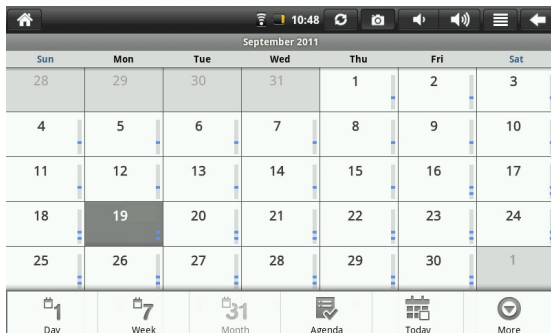 10:48
September 2011
Sun Mon Tue Wed Thu Fri Sat
28 29 30 31 1 2 3
4 5 6 7 8 9 10
11 12 13 14 15 16 17
18 19 20 21 22 23 24
25 26 27 28 29 30 1
1 7 31
Day Week Month Agenda Today More